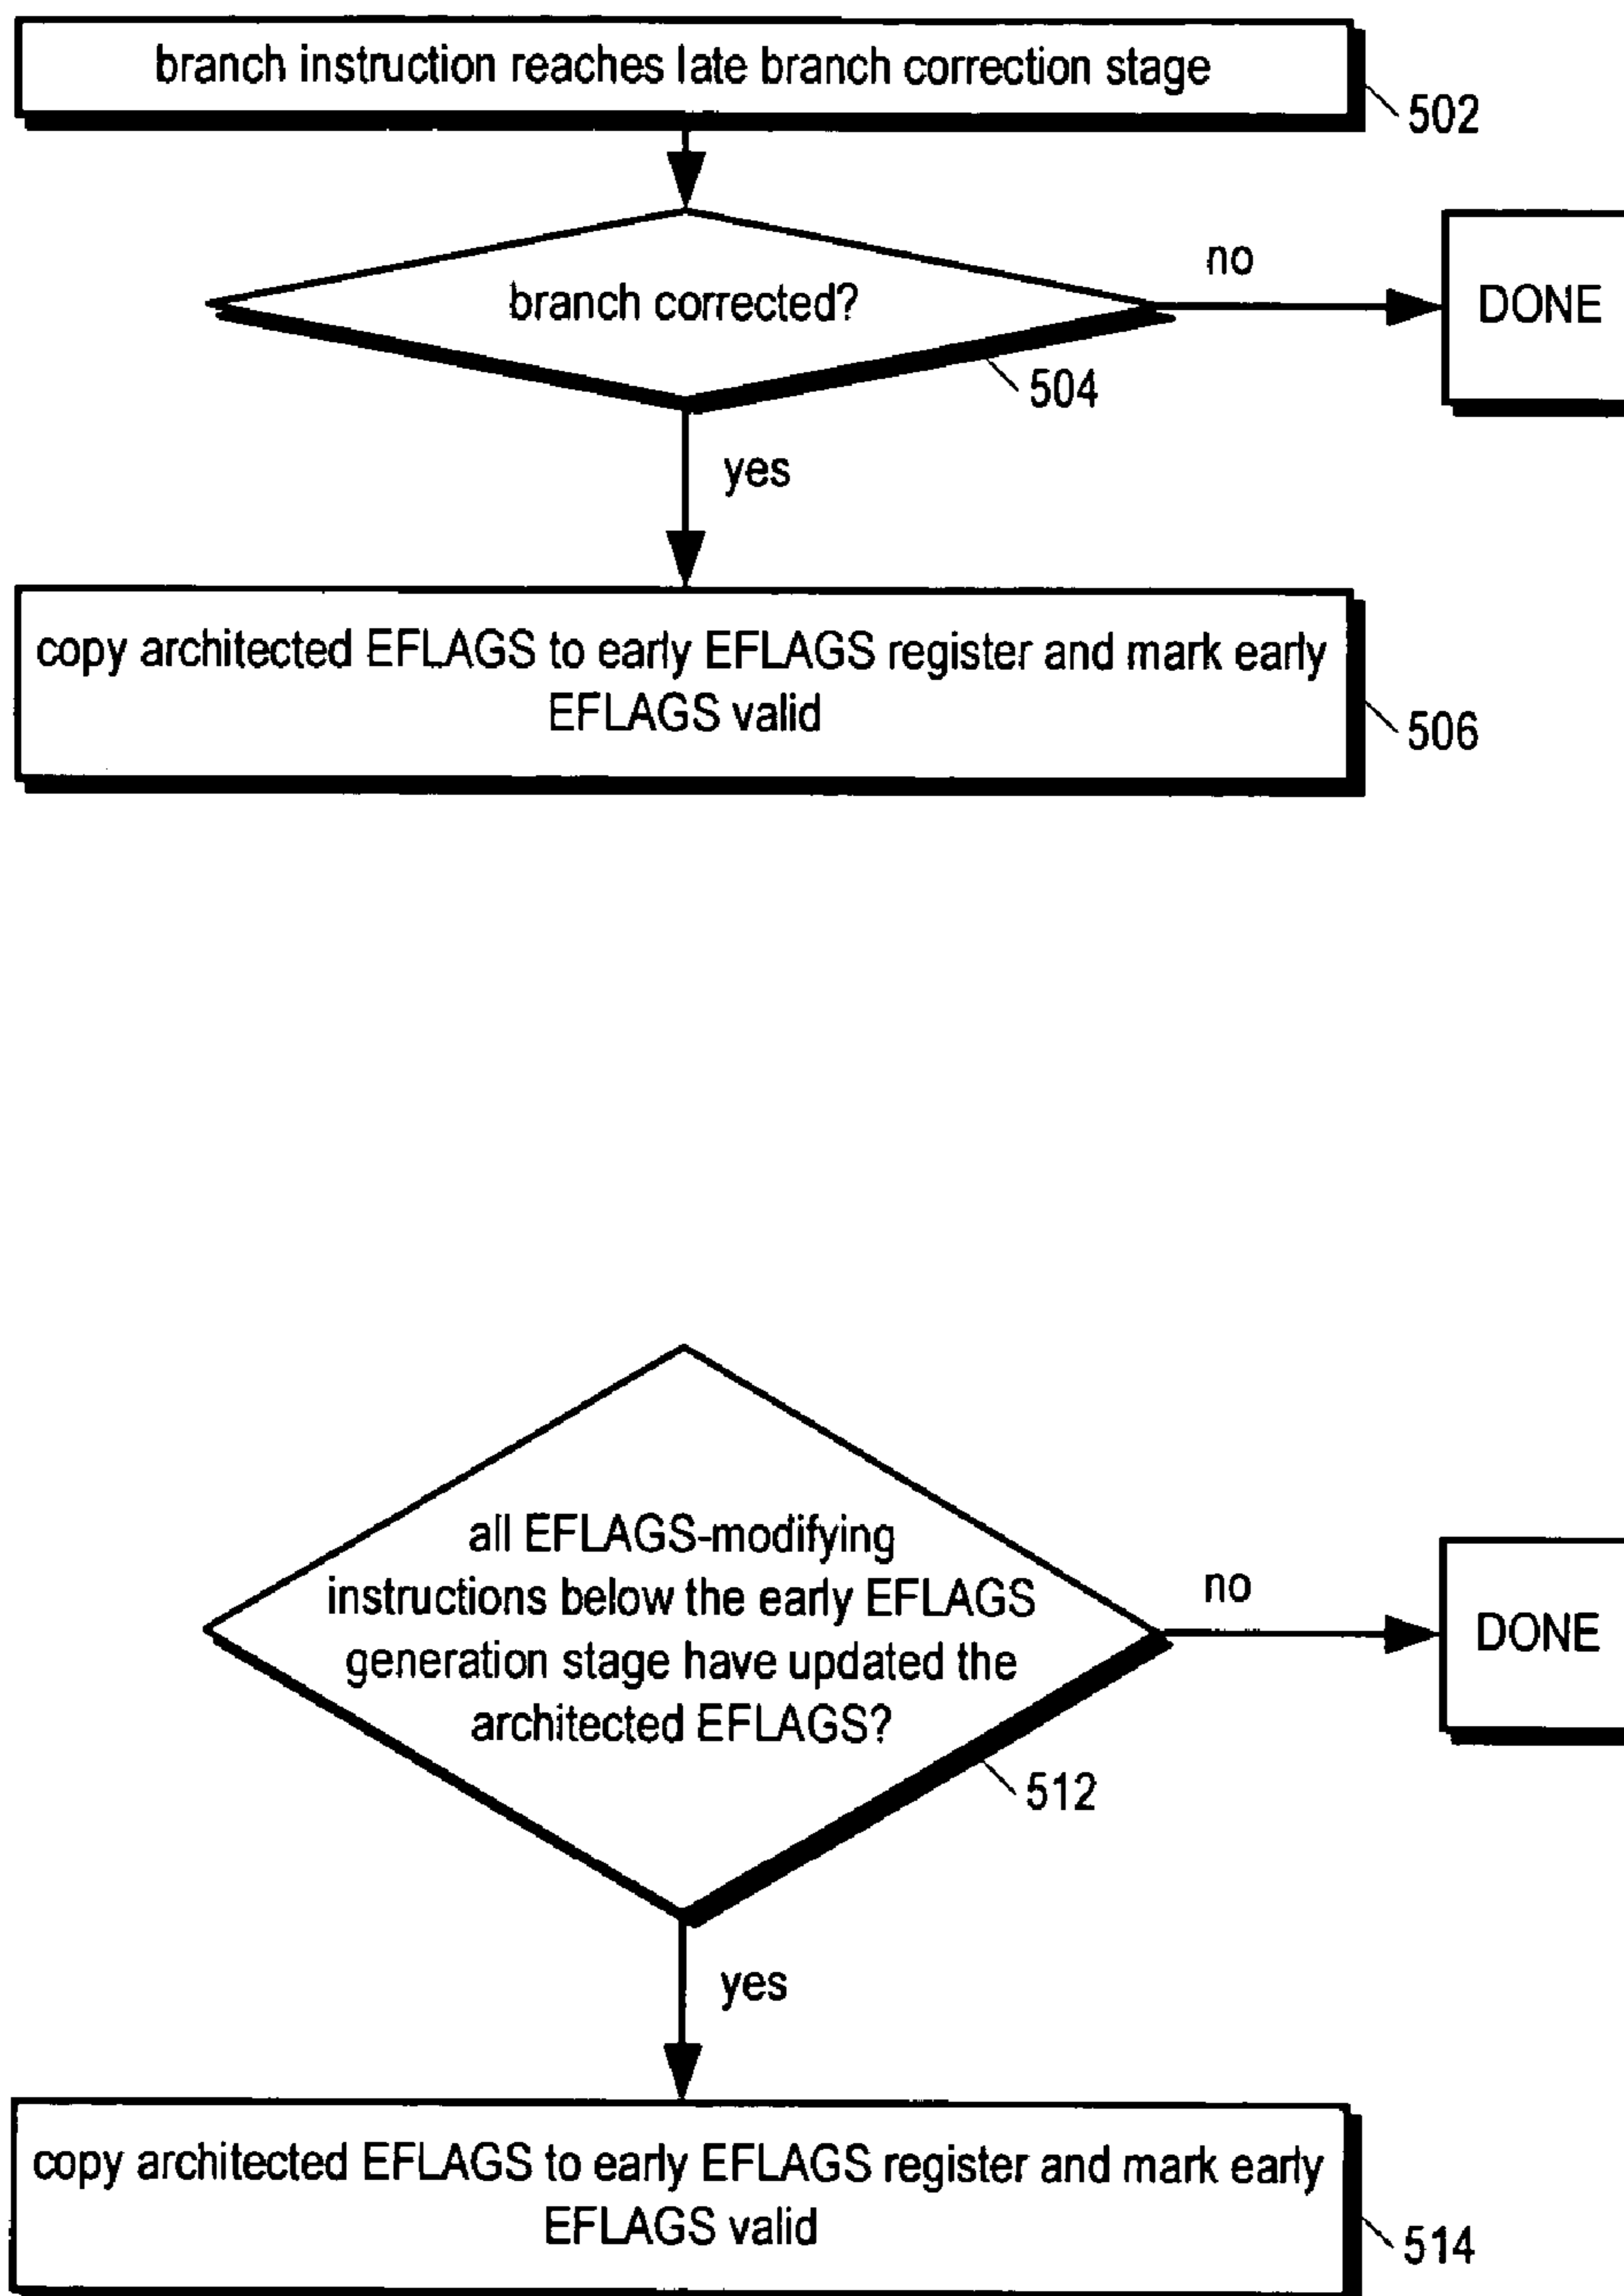 branch instruction reaches late branch correction stage
502
no
branch corrected?
DONE
504
yes
copy architected EFLAGS to early EFLAGS register and mark early
EFLAGS valid
506
all EFLAGS-modifying
instructions below the early EFLAGS
generation stage have updated the
architected EFLAGS?
no
DONE
512
yes
copy architected EFLAGS to early EFLAGS register and mark early
EFLAGS valid
514